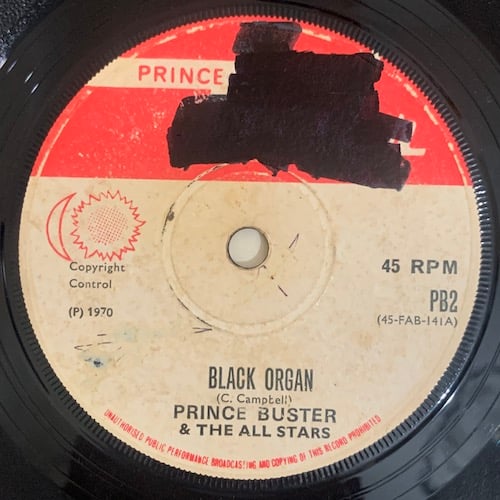 PRINCE
Copyright
Control
(P) 1970
45 RPM
PB2
(45-FAB-141A)
BLACK ORGAN
(C. Campbell)
PRINCE BUSTER
& THE ALL STARS
UNAUTHORISED PUBLIC PERFORMANCE BROADCASTING AND COPYING OF THIS RECORD PROHIBITED